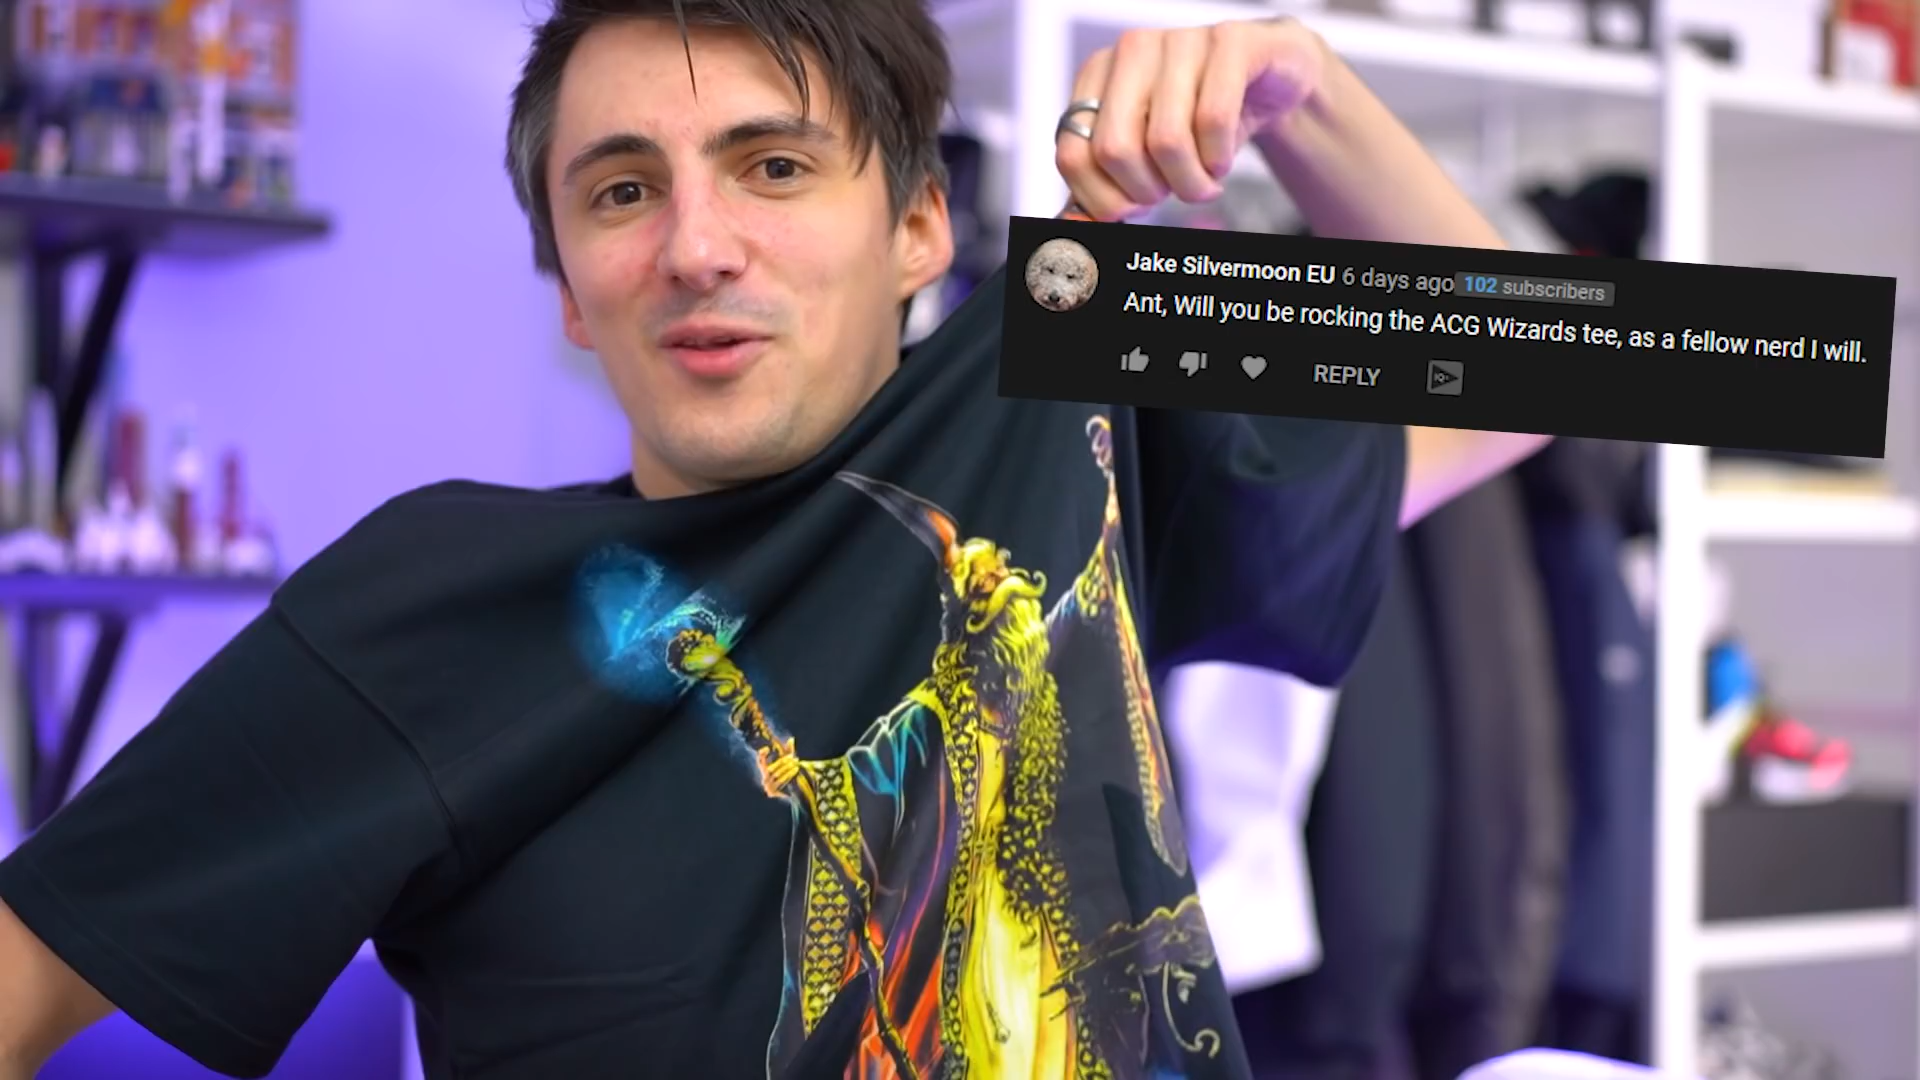 Jake Silvermoon EU 6 days ago 102 subscribers
Ant, Will you be rocking the ACG Wizards tee, as a fellow nerd I will.
REPLY